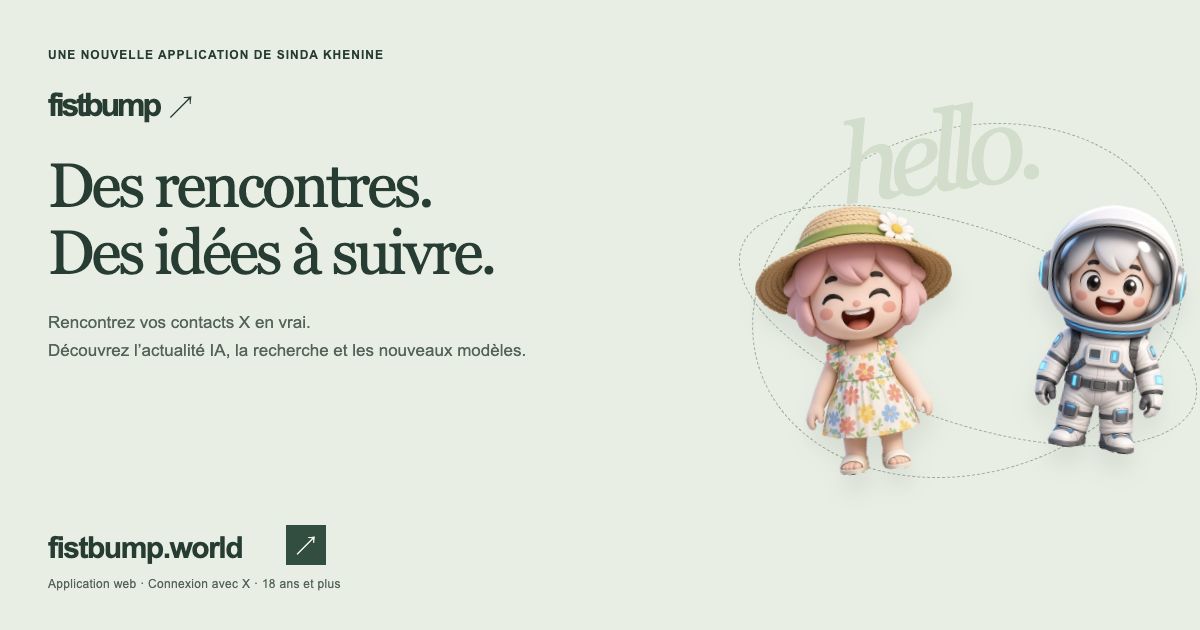 UNE NOUVELLE APPLICATION DE SINDA KHENINE
fistbump ↗
Des rencontres.
Des idées à suivre.
Rencontrez vos contacts X en vrai.
Découvrez l’actualité IA, la recherche et les nouveaux modèles.
hello.
fistbump.world ↗
Application web · Connexion avec X · 18 ans et plus